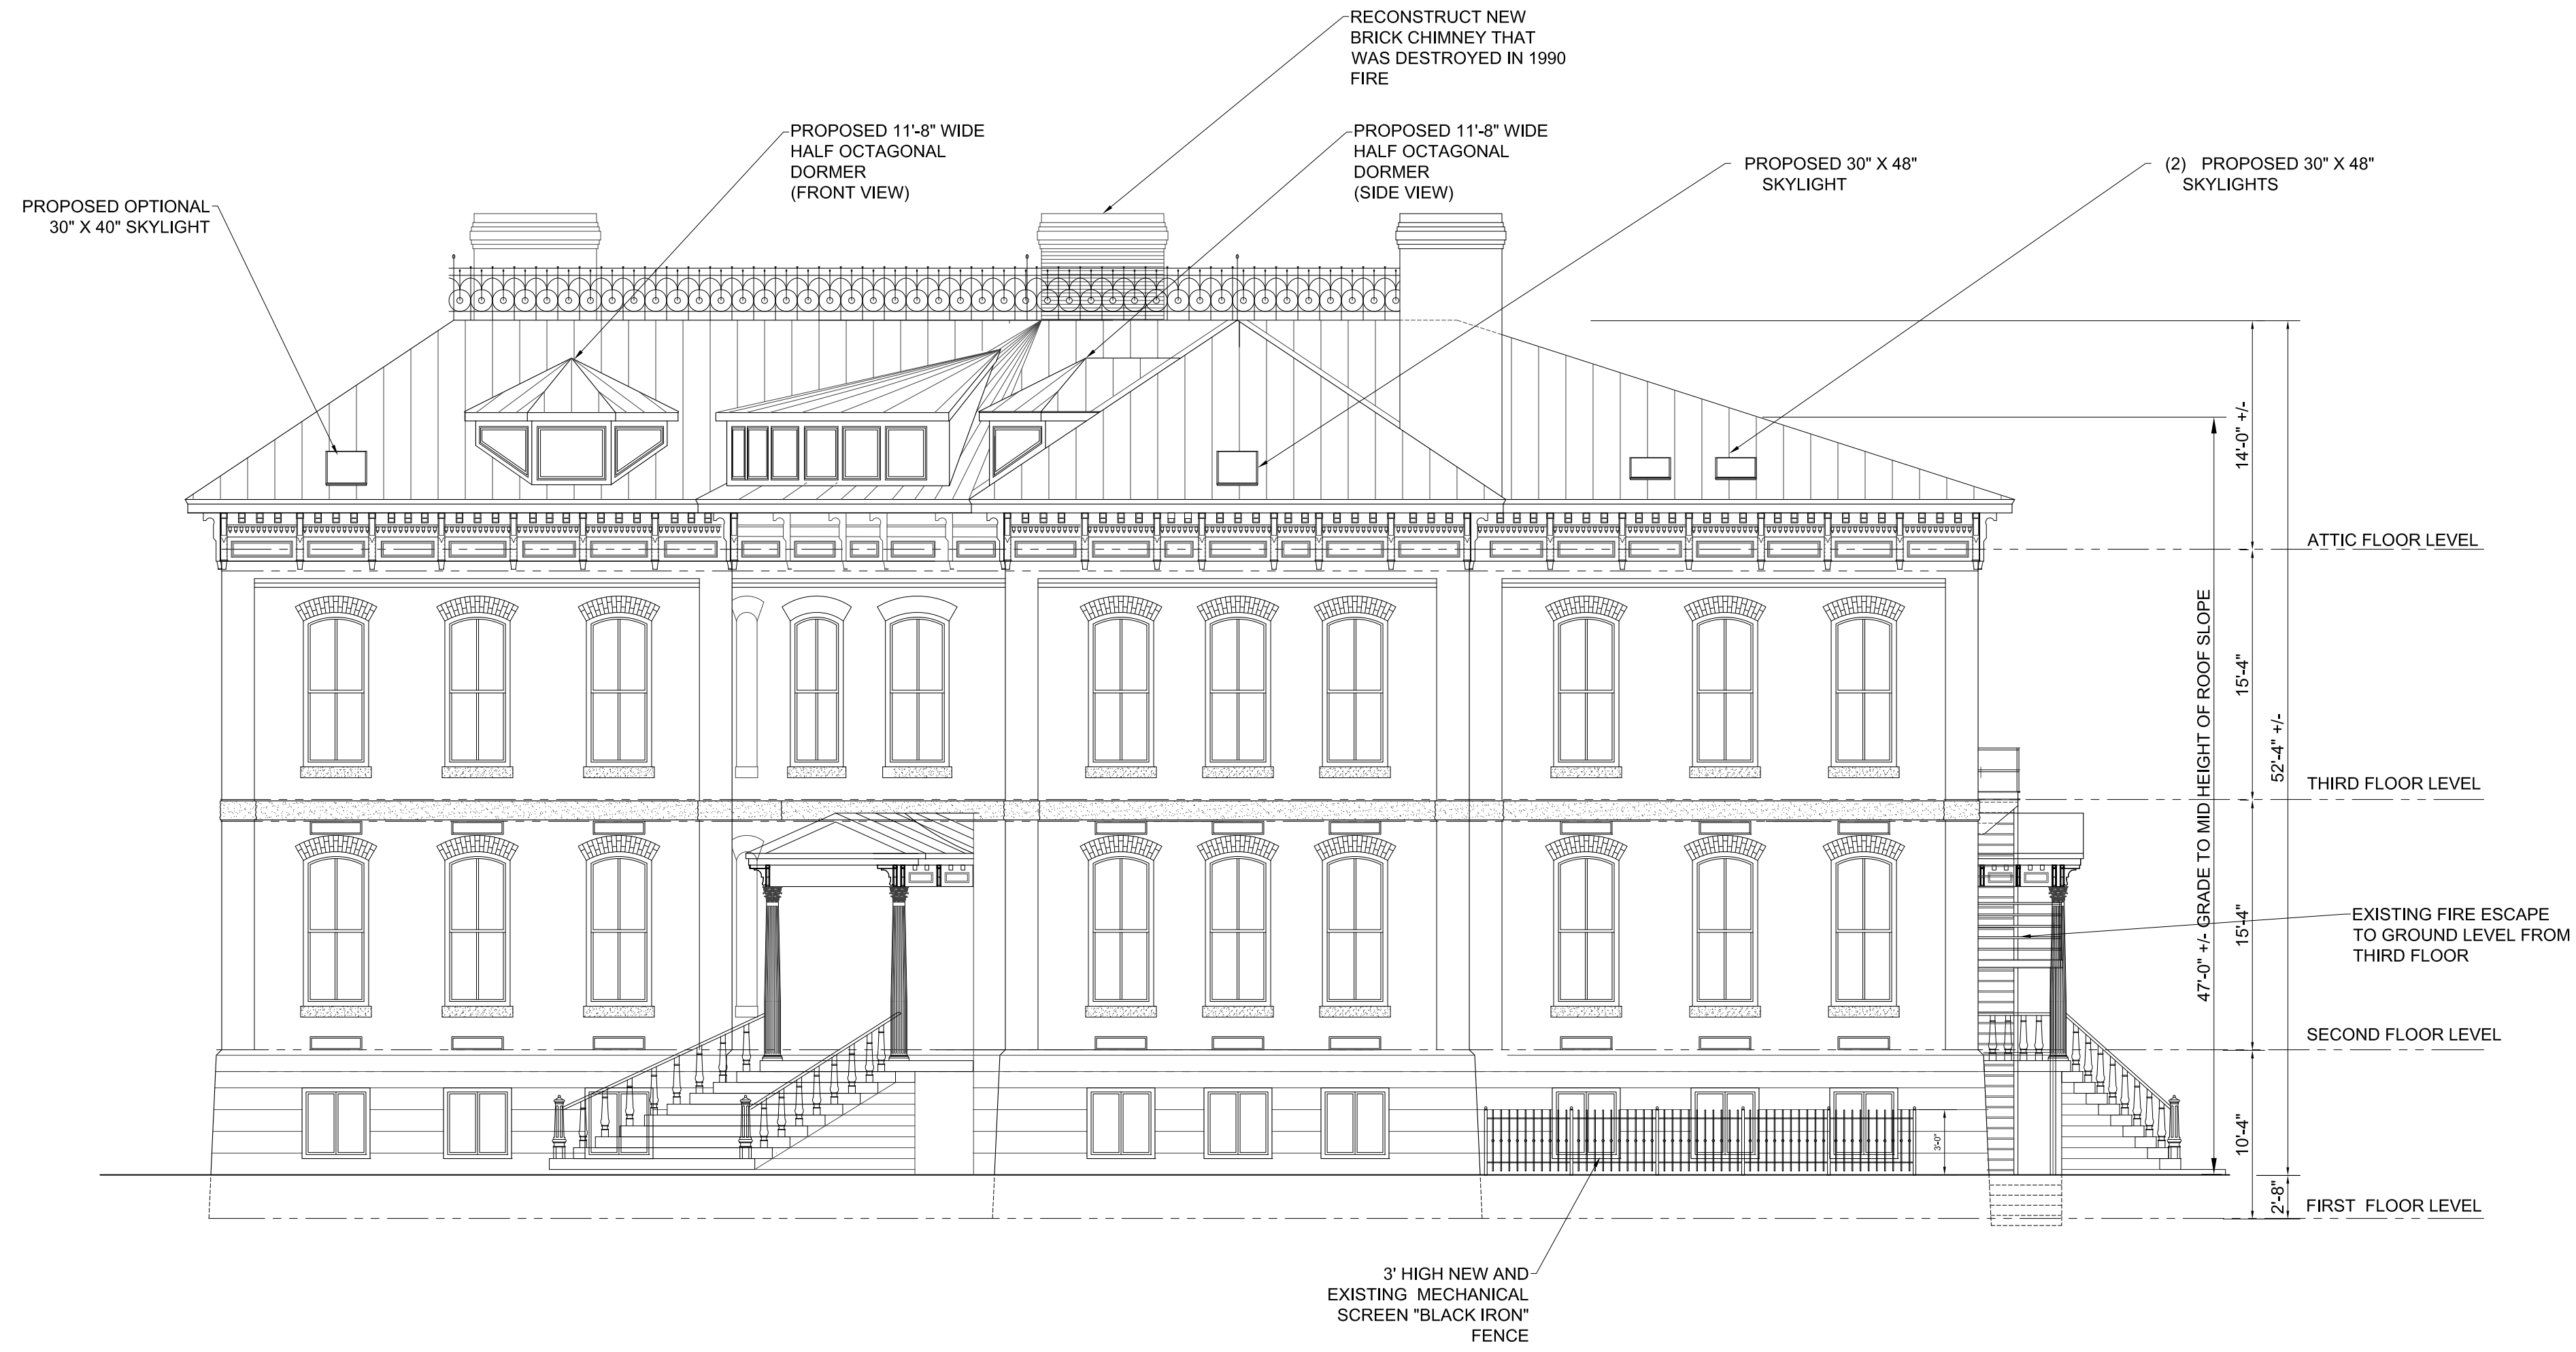 RECONSTRUCT NEW
BRICK CHIMNEY THAT
WAS DESTROYED IN 1990
FIRE
PROPOSED 11'-8" WIDE
HALF OCTAGONAL
DORMER
(FRONT VIEW)
PROPOSED 11'-8" WIDE
HALF OCTAGONAL
DORMER
(SIDE VIEW)
PROPOSED 30" X 48"
SKYLIGHT
(2) PROPOSED 30" X 48"
SKYLIGHTS
PROPOSED OPTIONAL
30" X 40" SKYLIGHT
14'-0" +/-
ATTIC FLOOR LEVEL
47'-0" +/- GRADE TO MID HEIGHT OF ROOF SLOPE
15'-4"
52'-4" +/-
THIRD FLOOR LEVEL
15'-4"
EXISTING FIRE ESCAPE
TO GROUND LEVEL FROM
THIRD FLOOR
SECOND FLOOR LEVEL
10'-4"
3'-0"
2'-8"
FIRST FLOOR LEVEL
3' HIGH NEW AND
EXISTING MECHANICAL
SCREEN "BLACK IRON"
FENCE